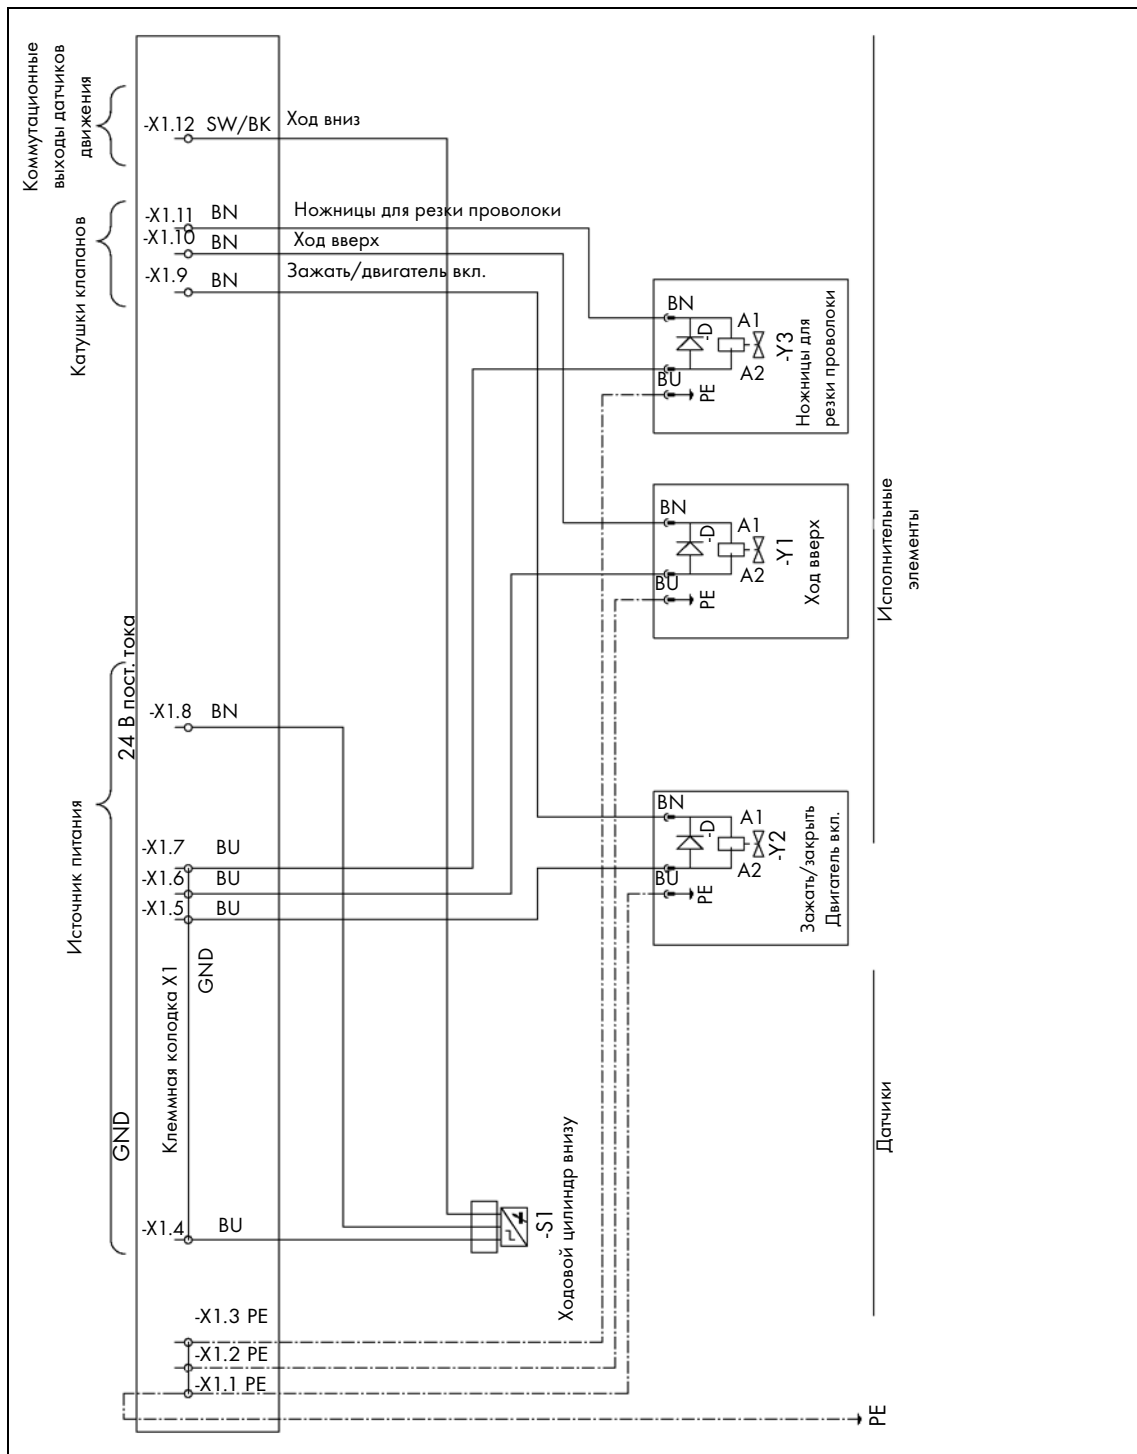 Коммутационные
выходы датчиков
движения
-X1.12 SW/BK Ход вниз
Катушки клапанов
-X1.11 BN Ножницы для резки проволоки
-X1.10 BN Ход вверх
-X1.9 BN Зажать/двигатель вкл.
BN
-D
A1
A2
-Y3
BU
PE
Ножницы для
резки проволоки
BN
-D
A1
A2
-Y1
BU
PE
Ход вверх
Исполнительные
элементы
Источник питания
24 В пост. тока
-X1.8 BN
-X1.7 BU
-X1.6 BU
-X1.5 BU
BN
-D
A1
A2
-Y2
BU
PE
Зажать/закрыть
Двигатель вкл.
GND
Клеммная колодка X1
GND
-X1.4 BU
-S1
Ходовой цилиндр внизу
Датчики
-X1.3 PE
-X1.2 PE
-X1.1 PE
PE